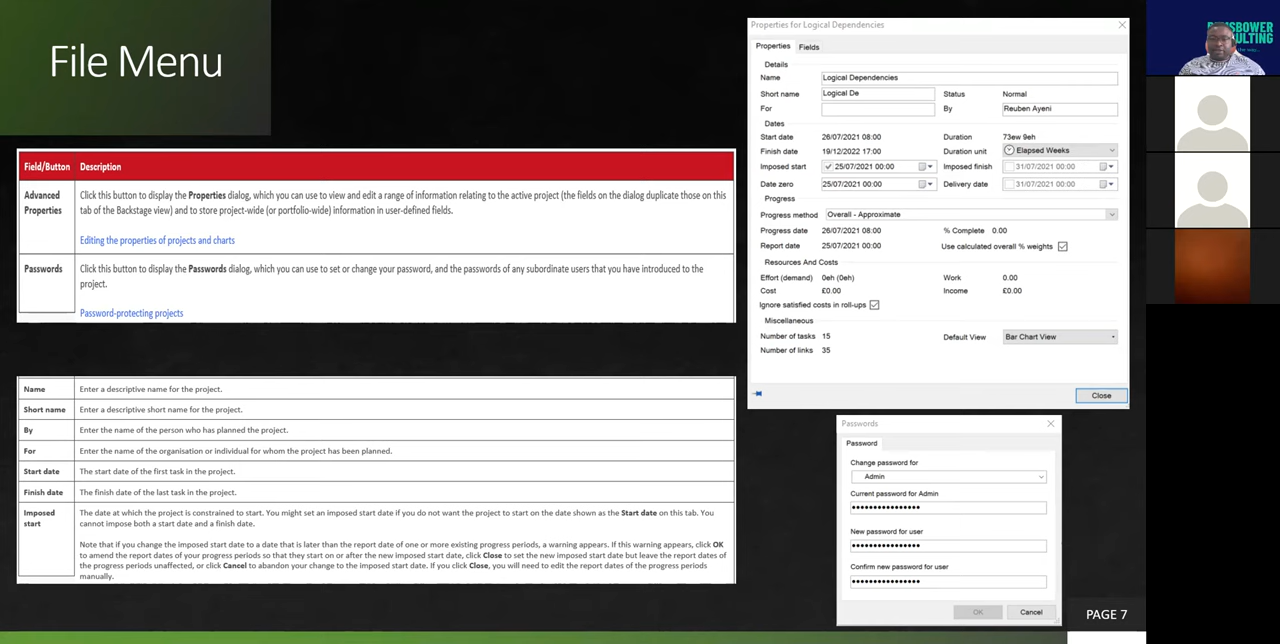 File Menu
Field/Button Description
Advanced Properties
Click this button to display the Properties dialog, which you can use to view and edit a range of information relating to the active project (the fields on the dialog duplicate those on this
tab of the Backstage view) and to store project-wide (or portfolio-wide) information in user-defined fields.
Editing the properties of projects and charts
Passwords Click this button to display the Passwords dialog, which you can use to set or change your password, and the passwords of any subordinate users that you have introduced to the
project.
Password-protecting projects
Name Enter a descriptive name for the project.
Short name Enter a descriptive short name for the project.
By Enter the name of the person who has planned the project.
For Enter the name of the organisation or individual for whom the project has been planned.
Start date The start date of the first task in the project.
Finish date The finish date of the last task in the project.
Imposed start
The date at which the project is constrained to start. You might set an imposed start date if you do not want the project to start on the date shown as the Start date on this tab. You
cannot impose both a start date and a finish date.
Note that if you change the imposed start date to a date that is later than the report date of one or more existing progress periods, a warning appears. If this warning appears, click OK
to amend the report dates of your progress periods so that they start on or after the new imposed start date, click Close to set the new imposed start date but leave the report dates of
the progress periods unaffected, or click Cancel to abandon your change to the imposed start date. If you click Close, you will need to edit the report dates of the progress periods
manually.
Properties for Logical Dependencies
Properties Fields
Details
Name Logical Dependencies
Short name Logical De Status Normal
For By Reuben Ayeni
Dates
Start date 26/07/2021 08:00 Duration 73ew 9eh
Finish date 19/12/2022 17:00 Duration unit Elapsed Weeks
Imposed start 25/07/2021 00:00 Imposed finish 31/07/2021 00:00
Date zero 25/07/2021 00:00 Delivery date 31/07/2021 00:00
Progress
Progress method Overall - Approximate
Progress date 26/07/2021 08:00 % Complete 0.00
Report date 25/07/2021 00:00 Use calculated overall % weights
Resources And Costs
Effort (demand) 0eh (0eh) Work 0.00
Cost £0.00 Income £0.00
Ignore satisfied costs in roll-ups
Miscellaneous
Number of tasks 15 Default View Bar Chart View
Number of links 35
Close
Passwords
Password
Change password for
Admin
Current password for Admin
New password for user
Confirm new password for user
OK Cancel
PAGE 7